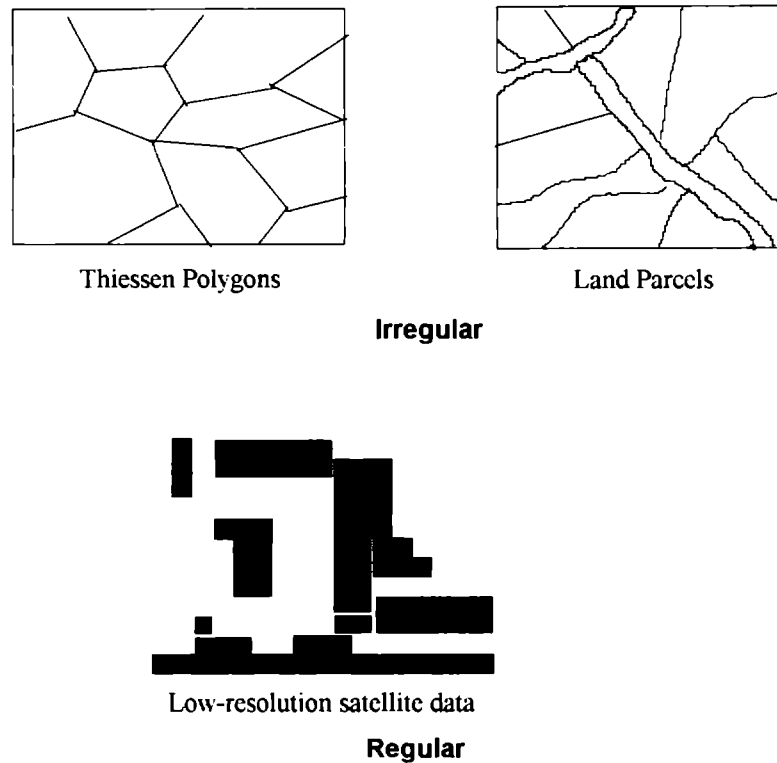 Thiessen Polygons
Land Parcels
Irregular
Low-resolution satellite data
Regular